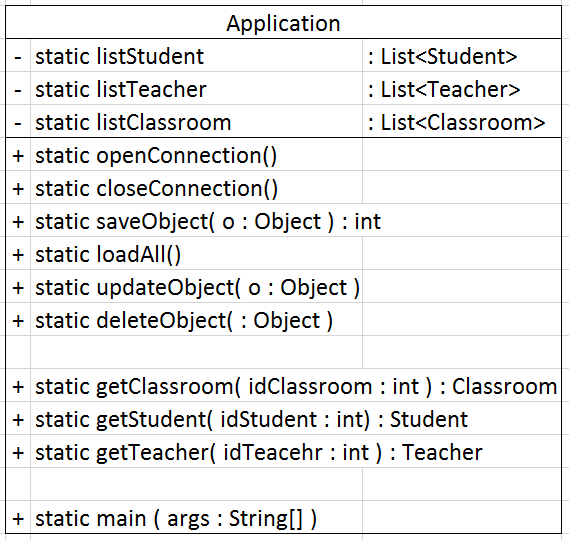 Application
- static listStudent : List<Student>
- static listTeacher : List<Teacher>
- static listClassroom : List<Classroom>
+ static openConnection()
+ static closeConnection()
+ static saveObject( o : Object ) : int
+ static loadAll()
+ static updateObject( o : Object )
+ static deleteObject( : Object )
+ static getClassroom( idClassroom : int ) : Classroom
+ static getStudent( idStudent : int) : Student
+ static getTeacher( idTeacehr : int ) : Teacher
+ static main ( args : String[] )